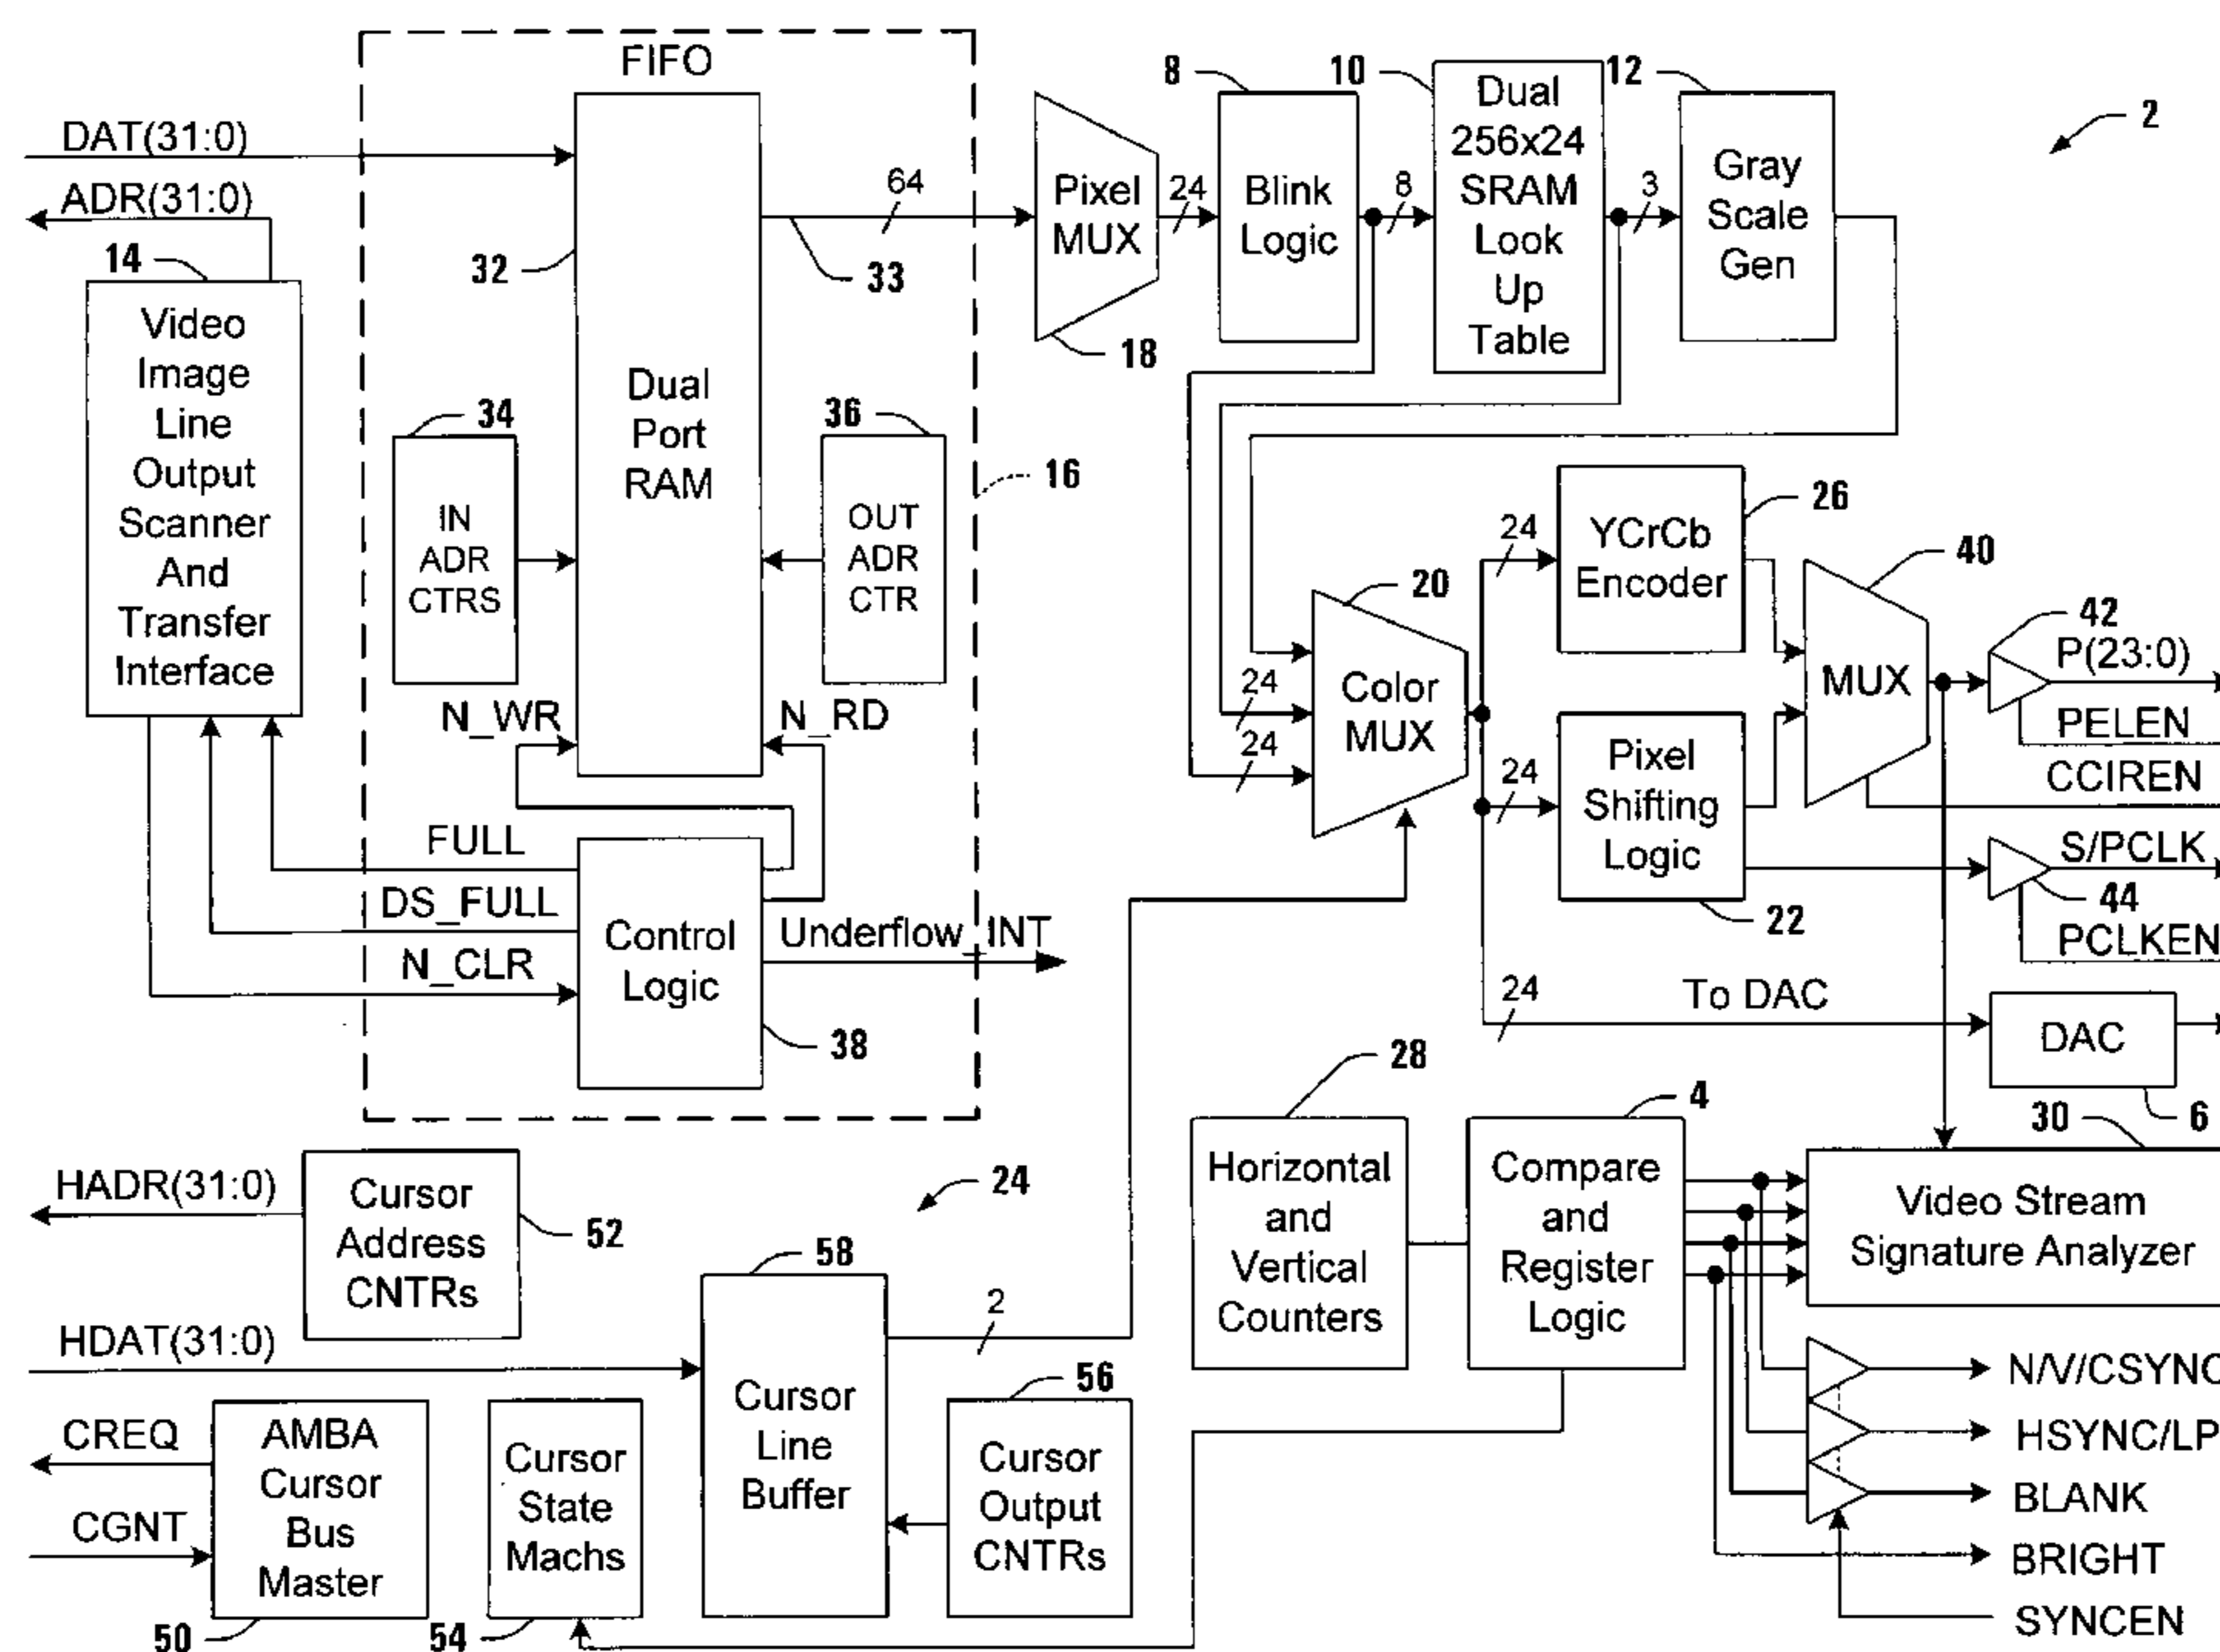 FIFO
DAT(31:0)
ADR(31:0)
14
Video
Image
Line
Output
Scanner
And
Transfer
Interface
32
Dual
Port
RAM
33
64
34
IN
ADR
CTRS
36
OUT
ADR
CTR
16
N_WR
N_RD
FULL
DS_FULL
N_CLR
Control
Logic
38
Underflow_INT
Pixel
MUX
18
24
8
Blink
Logic
8
10
Dual
256x24
SRAM
Look
Up
Table
3
12
Gray
Scale
Gen
2
20
Color
MUX
24
24
24
YCrCb
Encoder
26
24
Pixel
Shifting
Logic
22
40
MUX
42
P(23:0)
PELEN
CCIREN
S/PCLK
44
PCLKEN
24
To DAC
DAC
6
28
Horizontal
and
Vertical
Counters
4
Compare
and
Register
Logic
30
Video Stream
Signature Analyzer
N/V/CSYNC
HSYNC/LP
BLANK
BRIGHT
SYNCEN
HADR(31:0)
Cursor
Address
CNTRs
52
24
HDAT(31:0)
58
Cursor
Line
Buffer
2
56
Cursor
Output
CNTRs
CREQ
CGNT
AMBA
Cursor
Bus
Master
50
Cursor
State
Machs
54